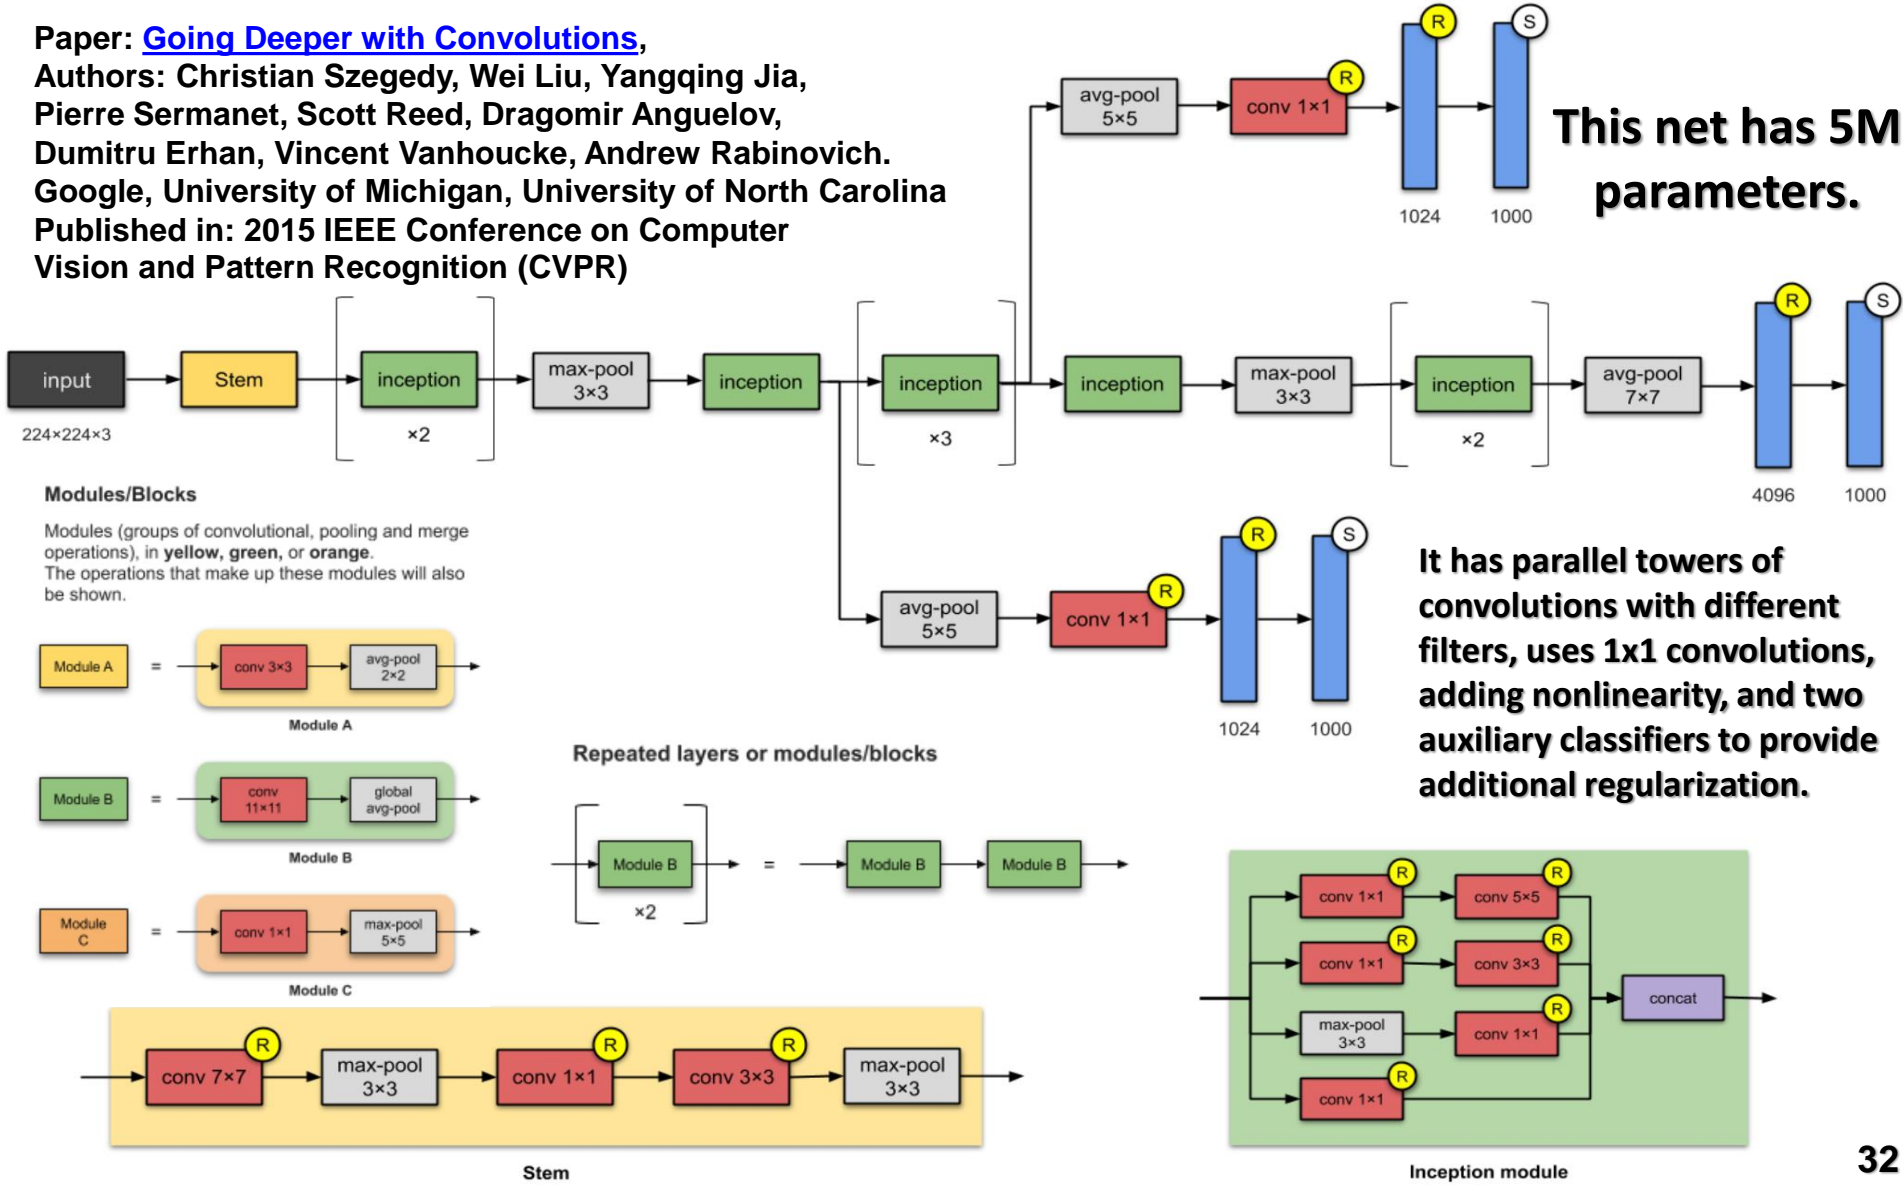 Paper: Going Deeper with Convolutions,
Authors: Christian Szegedy, Wei Liu, Yangqing Jia,
Pierre Sermanet, Scott Reed, Dragomir Anguelov,
Dumitru Erhan, Vincent Vanhoucke, Andrew Rabinovich.
Google, University of Michigan, University of North Carolina
Published in: 2015 IEEE Conference on Computer
Vision and Pattern Recognition (CVPR)
R
S
avg-pool
5×5
R
conv 1×1
1024
1000
This net has 5M
parameters.
input
224×224×3
Stem
inception
×2
max-pool
3×3
inception
inception
×3
inception
max-pool
3×3
inception
×2
avg-pool
7×7
R
S
4096
1000
avg-pool
5×5
R
conv 1×1
R
S
1024
1000
Modules/Blocks
Modules (groups of convolutional, pooling and merge
operations), in yellow, green, or orange.
The operations that make up these modules will also
be shown.
Module A
=
conv 3×3
avg-pool
2×2
Module A
Module B
=
conv
11×11
global
avg-pool
Module B
Module
C
=
conv 1×1
max-pool
5×5
Module C
Repeated layers or modules/blocks
Module B
×2
=
Module B
Module B
It has parallel towers of
convolutions with different
filters, uses 1x1 convolutions,
adding nonlinearity, and two
auxiliary classifiers to provide
additional regularization.
R
conv 7×7
max-pool
3×3
R
conv 1×1
R
conv 3×3
max-pool
3×3
Stem
R
conv 1×1
R
conv 5×5
R
conv 1×1
R
conv 3×3
max-pool
3×3
R
conv 1×1
R
conv 1×1
concat
Inception module
32